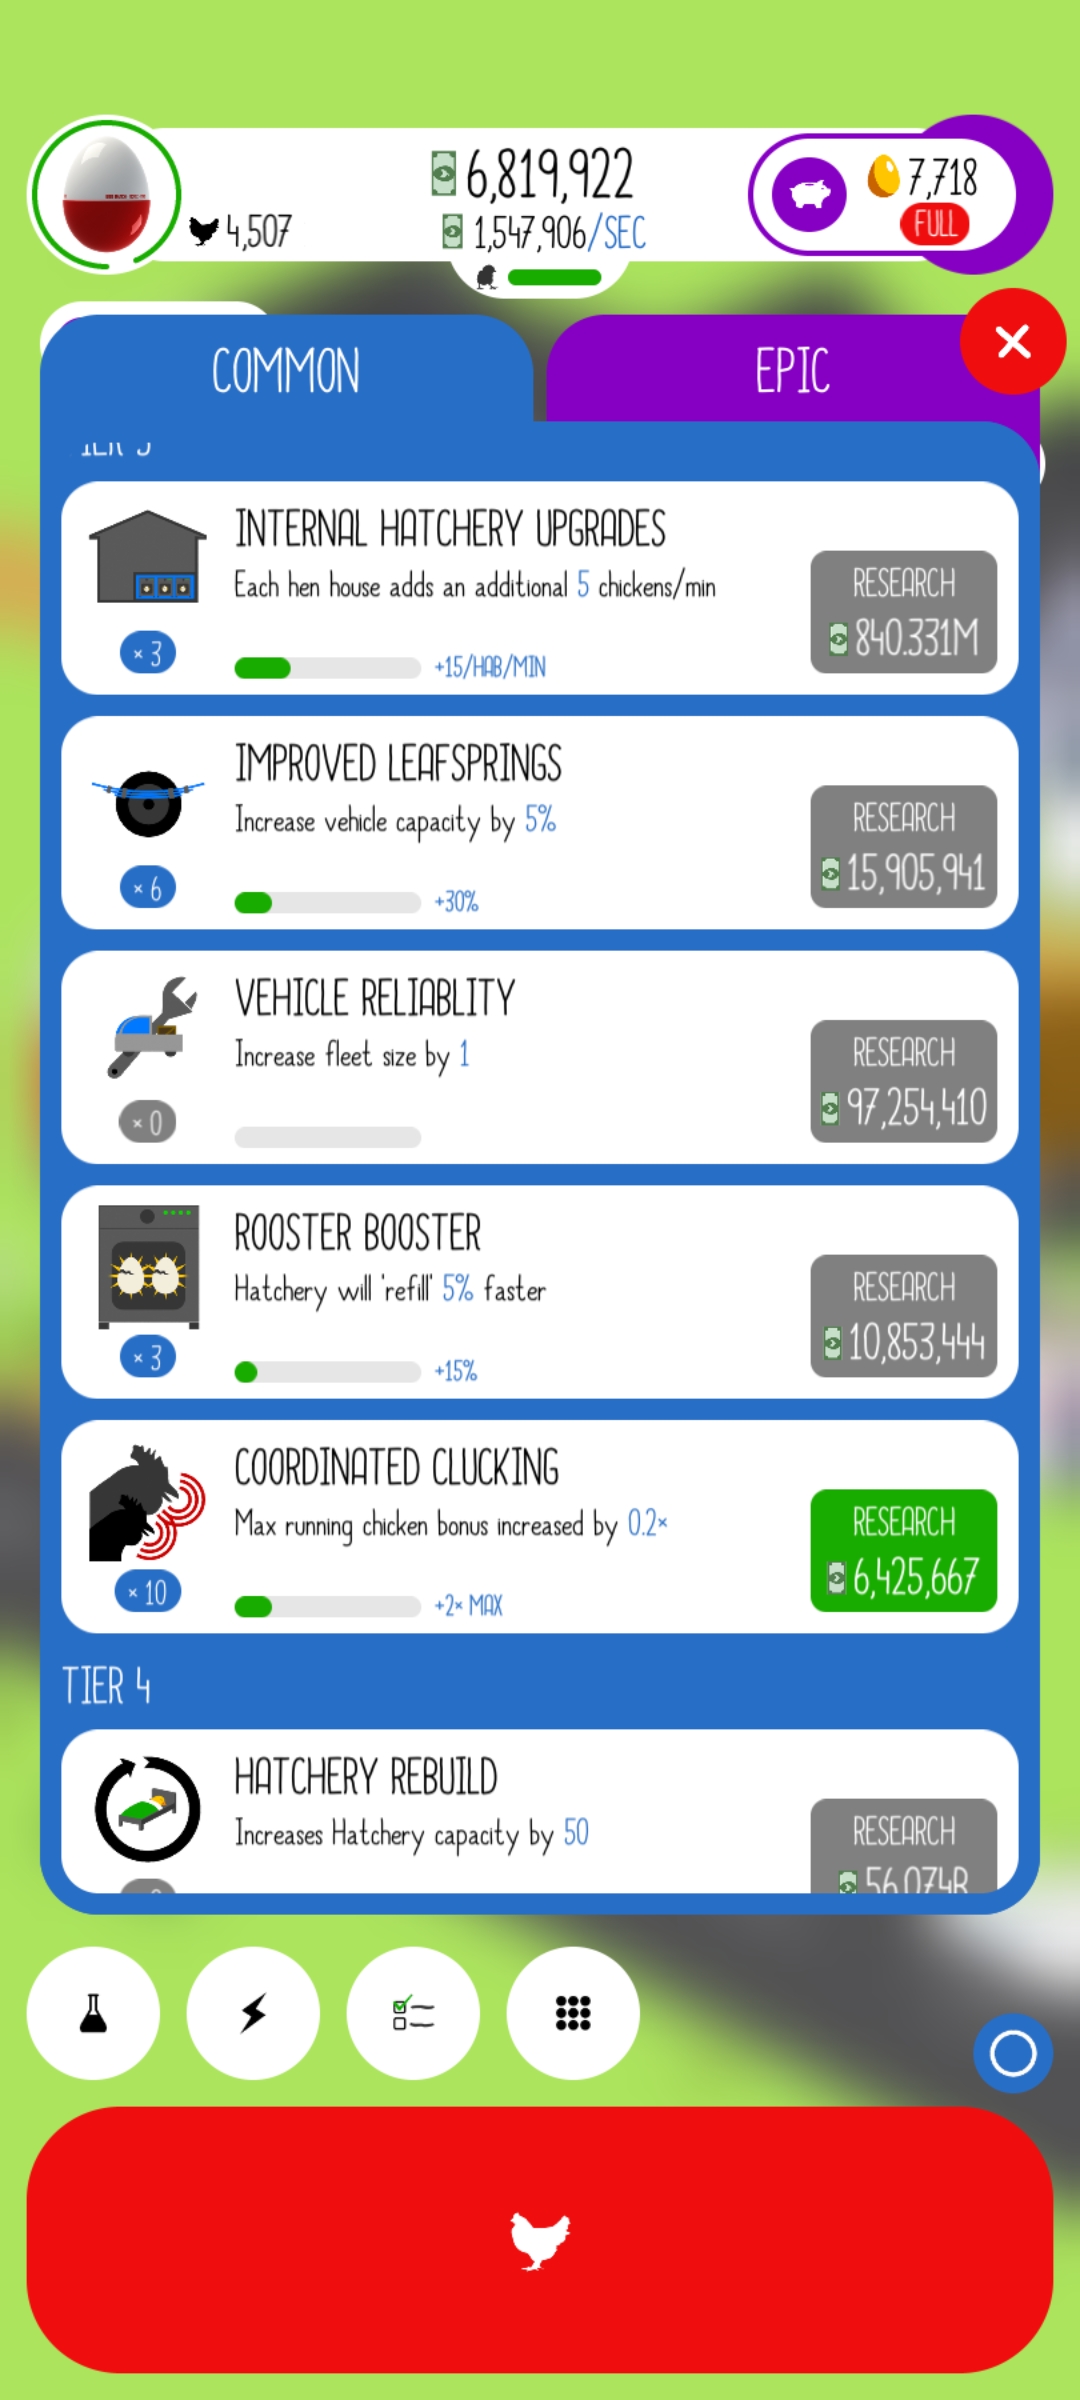 6,819,922
4,507
1,547,906/SEC
7,718
FULL
COMMON
EPIC
INTERNAL HATCHERY UPGRADES
Each hen house adds an additional 5 chickens/min
× 3
+15/HAB/MIN
RESEARCH
840.331M
IMPROVED LEAFSPRINGS
Increase vehicle capacity by 5%
× 6
+30%
RESEARCH
15,905,941
VEHICLE RELIABLITY
Increase fleet size by 1
× 0
RESEARCH
97,254,410
ROOSTER BOOSTER
Hatchery will 'refill' 5% faster
× 3
+15%
RESEARCH
10,853,444
COORDINATED CLUCKING
Max running chicken bonus increased by 0.2×
× 10
+2× MAX
RESEARCH
6,425,667
TIER 4
HATCHERY REBUILD
Increases Hatchery capacity by 50
RESEARCH
56.074B